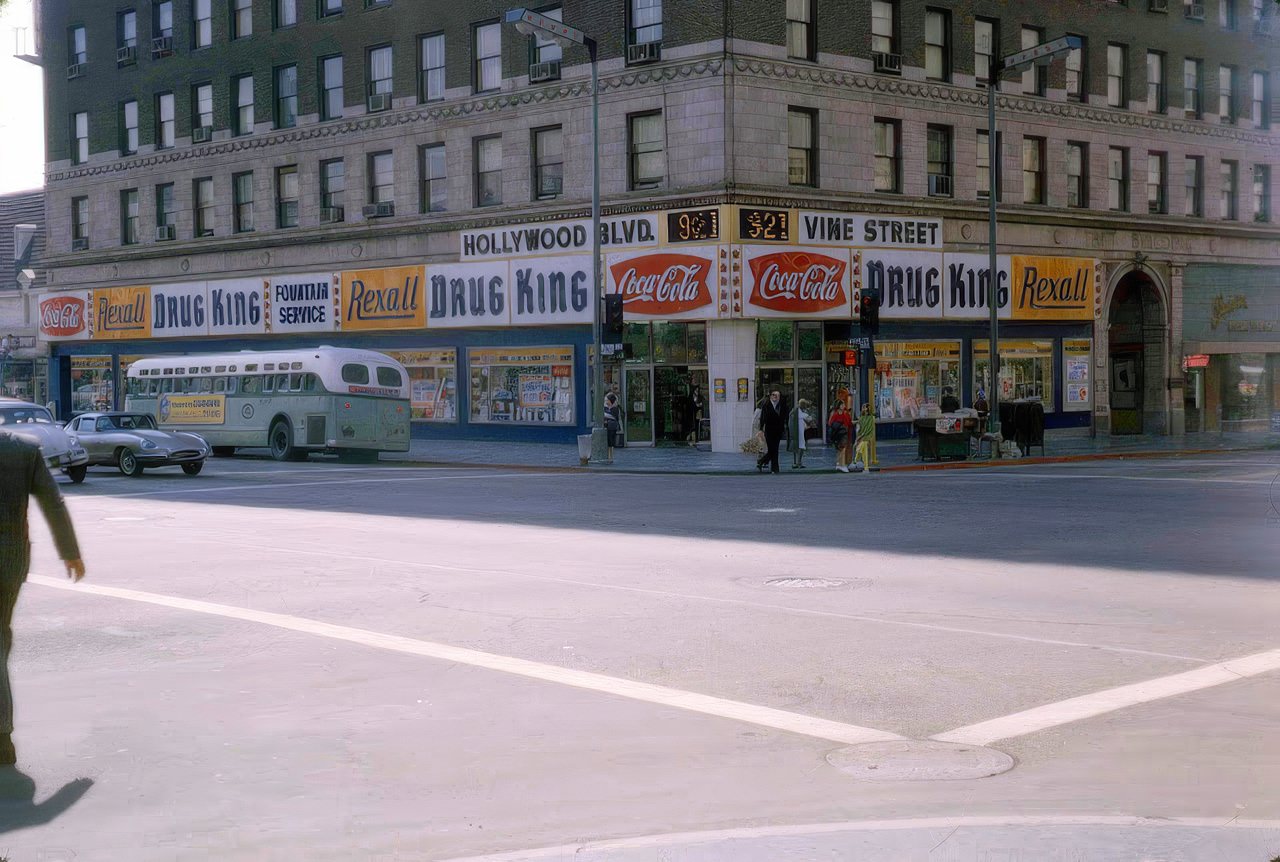 HOLLYWOOD BLVD.
VINE STREET
Coca-Cola
Rexall
DRUG KING
FOUNTAIN
SERVICE
Rexall
DRUG KING
Coca-Cola
Coca-Cola
DRUG KING
Rexall